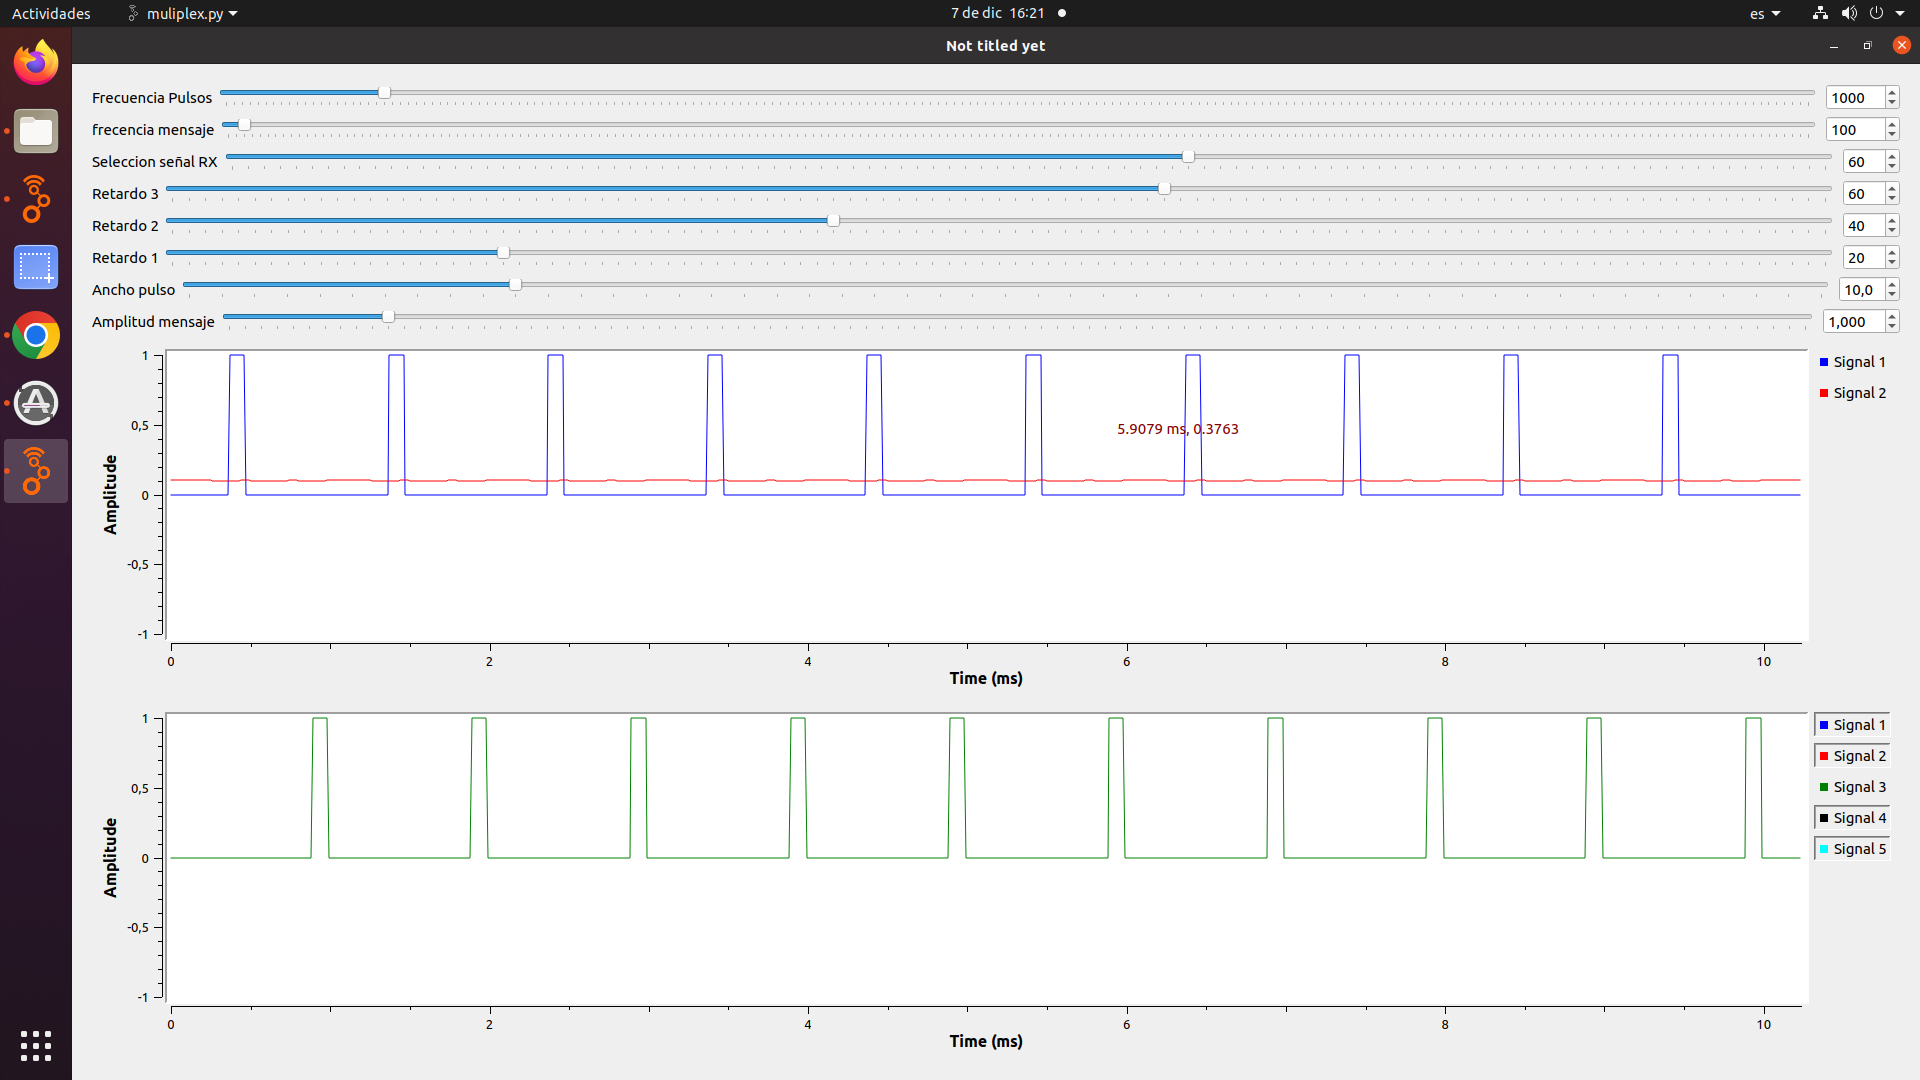 Actividades muliplex.py 7 de dic 16:21 es
Not titled yet
Frecuencia Pulsos 1000
frecencia mensaje 100
Seleccion señal RX 60
Retardo 3 60
Retardo 2 40
Retardo 1 20
Ancho pulso 10,0
Amplitud mensaje 1,000
1
0,5
0
-0,5
-1
Amplitude
5.9079 ms, 0.3763
Signal 1
Signal 2
0 2 4 6 8 10
Time (ms)
1
0,5
0
-0,5
-1
Amplitude
Signal 1
Signal 2
Signal 3
Signal 4
Signal 5
0 2 4 6 8 10
Time (ms)